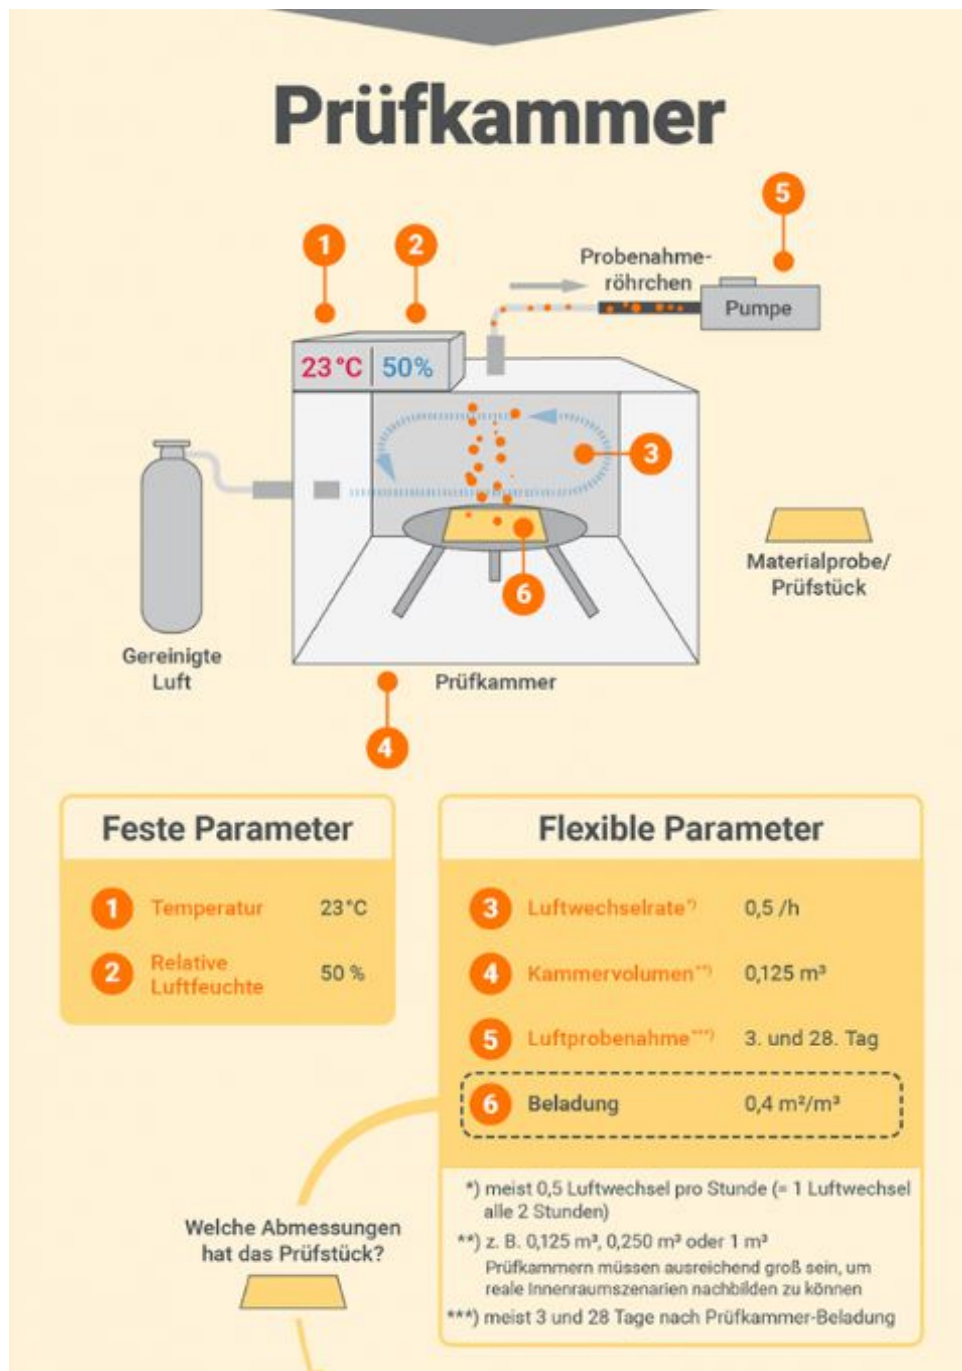 Prüfkammer
5
1
2
Probenahme-
röhrchen
Pumpe
23°C
50%
3
6
Materialprobe/
Prüfstück
Gereinigte
Luft
Prüfkammer
4
Feste Parameter
1 Temperatur 23°C
2 Relative
Luftfeuchte 50 %
Flexible Parameter
3 Luftwechselrate*) 0,5 /h
4 Kammervolumen**) 0,125 m³
5 Luftprobenahme***) 3. und 28. Tag
6 Beladung 0,4 m²/m³
*) meist 0,5 Luftwechsel pro Stunde (= 1 Luftwechsel
alle 2 Stunden)
**) z. B. 0,125 m³, 0,250 m³ oder 1 m³
Prüfkammern müssen ausreichend groß sein, um
reale Innenraumszenarien nachbilden zu können
***) meist 3 und 28 Tage nach Prüfkammer-Beladung
Welche Abmessungen
hat das Prüfstück?